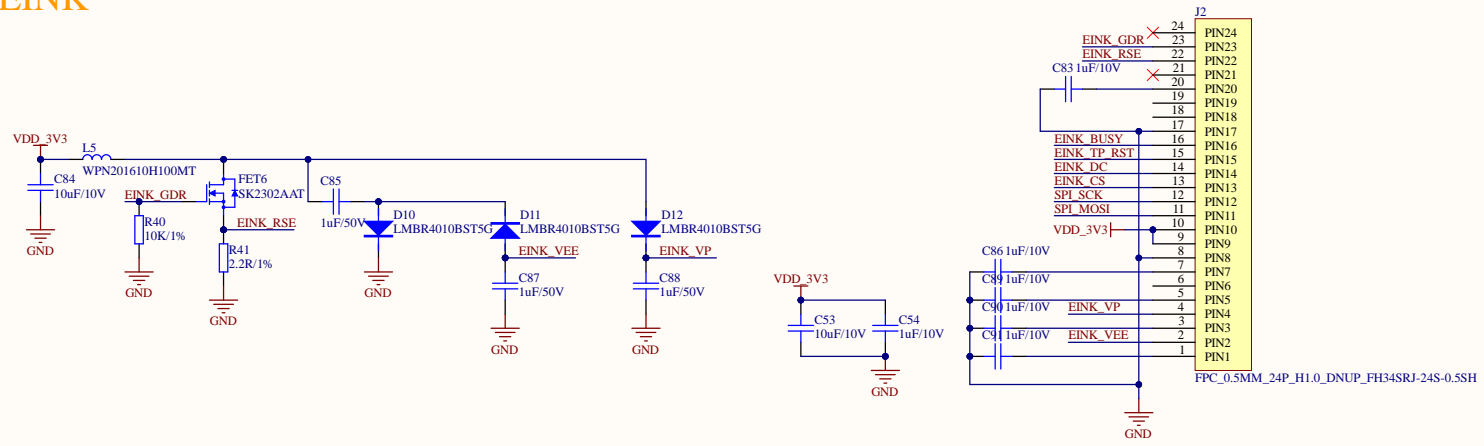 EINK
VDD_3V3
L5
WPN201610H100MT
C84
10uF/10V
GND
EINK_GDR
R40
10K/1%
GND
FET6
SK2302AAT
EINK_RSE
R41
2.2R/1%
GND
C85
1uF/50V
D10
LMBR4010BST5G
GND
D11
LMBR4010BST5G
EINK_VEE
C87
1uF/50V
GND
D12
LMBR4010BST5G
EINK_VP
C88
1uF/50V
GND
VDD_3V3
C53
10uF/10V
C54
1uF/10V
GND
J2
24 PIN24
EINK_GDR 23 PIN23
EINK_RSE 22 PIN22
21 PIN21
C83 1uF/10V
20 PIN20
19 PIN19
18 PIN18
17 PIN17
EINK_BUSY 16 PIN16
EINK_TP_RST 15 PIN15
EINK_DC 14 PIN14
EINK_CS 13 PIN13
SPI_SCK 12 PIN12
SPI_MOSI 11 PIN11
VDD_3V3 10 PIN10
9 PIN9
8 PIN8
C86 1uF/10V
7 PIN7
6 PIN6
C89 1uF/10V
5 PIN5
EINK_VP 4 PIN4
C90 1uF/10V
3 PIN3
EINK_VEE 2 PIN2
C91 1uF/10V
1 PIN1
FPC_0.5MM_24P_H1.0_DNUP_FH34SRJ-24S-0.5SH
GND